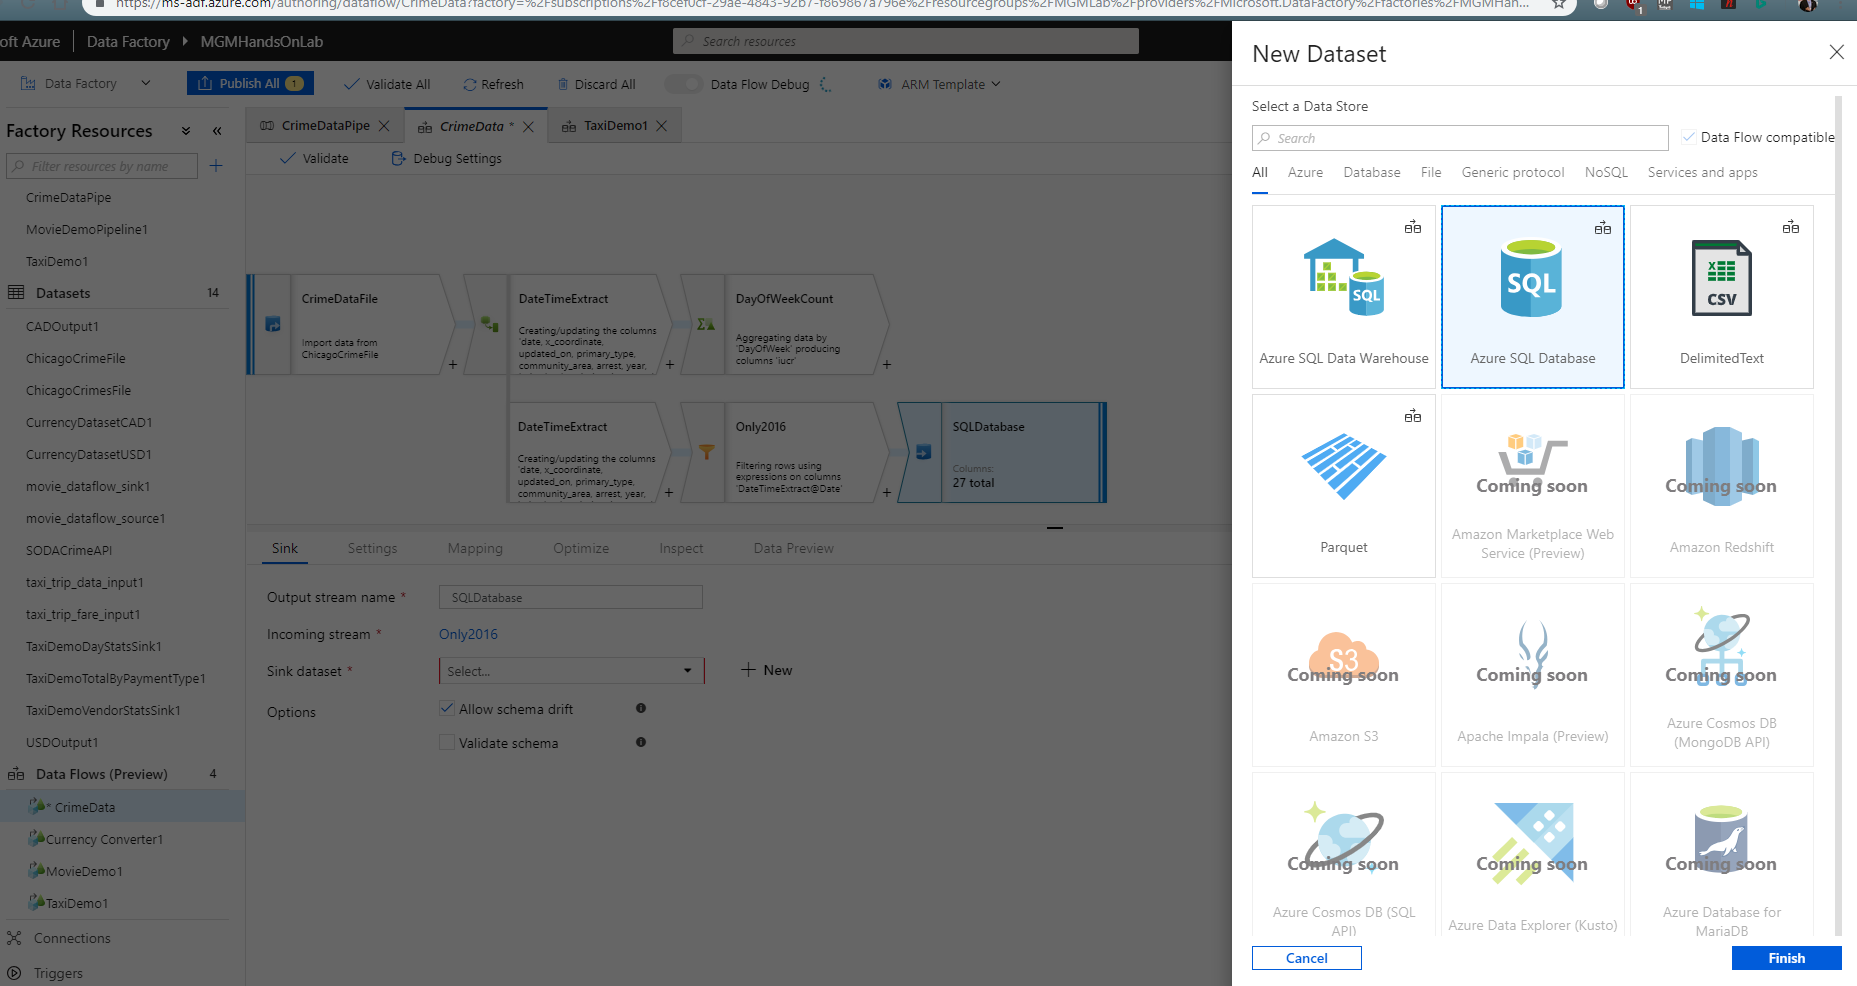 https://ms-adf.azure.com/authoring/dataflow/CrimeData?factory=%2Fsubscriptions%2Ff8cef0cf-29ae-4843-92b7-f869867a796e%2Fresourcegroups%2FMGMLab%2Fproviders%2FMicrosoft.DataFactory%2Ffactories%2FMGMHan...
oft Azure
Data Factory
MGMHandsOnLab
Search resources
Data Factory
Publish All 1
Validate All
Refresh
Discard All
Data Flow Debug
ARM Template
Factory Resources
Filter resources by name
CrimeDataPipe
MovieDemoPipeline1
TaxiDemo1
Datasets 14
CADOutput1
ChicagoCrimeFile
ChicagoCrimesFile
CurrencyDatasetCAD1
CurrencyDatasetUSD1
movie_dataflow_sink1
movie_dataflow_source1
SODACrimeAPI
taxi_trip_data_input1
taxi_trip_fare_input1
TaxiDemoDayStatsSink1
TaxiDemoTotalByPaymentType1
TaxiDemoVendorStatsSink1
USDOutput1
Data Flows (Preview) 4
* CrimeData
Currency Converter1
MovieDemo1
TaxiDemo1
Connections
Triggers
CrimeDataPipe
CrimeData *
TaxiDemo1
Validate
Debug Settings
CrimeDataFile
Import data from
ChicagoCrimeFile
+
DateTimeExtract
Creating/updating the columns
'date, x_coordinate,
updated_on, primary_type,
community_area, arrest, year,
+
DayOfWeekCount
Aggregating data by
'DayOfWeek' producing
columns 'iucr'
+
DateTimeExtract
Creating/updating the columns
'date, x_coordinate,
updated_on, primary_type,
community_area, arrest, year,
+
Only2016
Filtering rows using
expressions on columns
'DateTimeExtract@Date'
+
SQLDatabase
Columns:
27 total
Sink
Settings
Mapping
Optimize
Inspect
Data Preview
Output stream name *
SQLDatabase
Incoming stream *
Only2016
Sink dataset *
Select...
+ New
Options
Allow schema drift
Validate schema
New Dataset
Select a Data Store
Search
Data Flow compatible
All
Azure
Database
File
Generic protocol
NoSQL
Services and apps
SQL
Azure SQL Data Warehouse
SQL
Azure SQL Database
CSV
DelimitedText
Parquet
Coming soon
Amazon Marketplace Web
Service (Preview)
Coming soon
Amazon Redshift
S3
Coming soon
Amazon S3
Coming soon
Apache Impala (Preview)
Coming soon
Azure Cosmos DB
(MongoDB API)
Coming soon
Azure Cosmos DB (SQL
API)
Coming soon
Azure Data Explorer (Kusto)
Coming soon
Azure Database for
MariaDB
Cancel
Finish